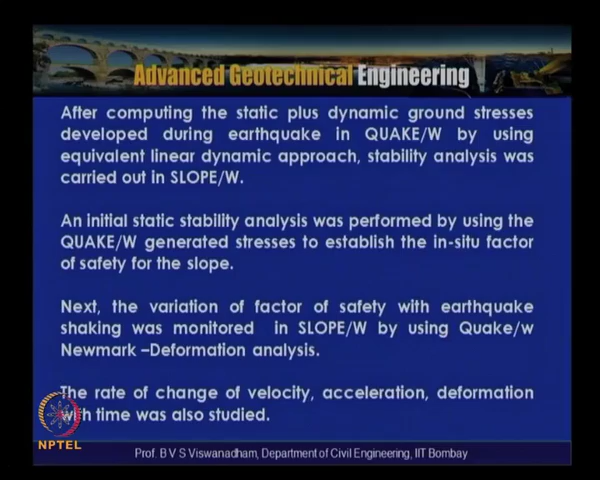 Advanced Geotechnical Engineering
After computing the static plus dynamic ground stresses
developed during earthquake in QUAKE/W by using
equivalent linear dynamic approach, stability analysis was
carried out in SLOPE/W.
An initial static stability analysis was performed by using the
QUAKE/W generated stresses to establish the in-situ factor
of safety for the slope.
Next, the variation of factor of safety with earthquake
shaking was monitored in SLOPE/W by using Quake/w
Newmark –Deformation analysis.
The rate of change of velocity, acceleration, deformation
with time was also studied.
NPTEL
Prof. B V S Viswanadham, Department of Civil Engineering, IIT Bombay